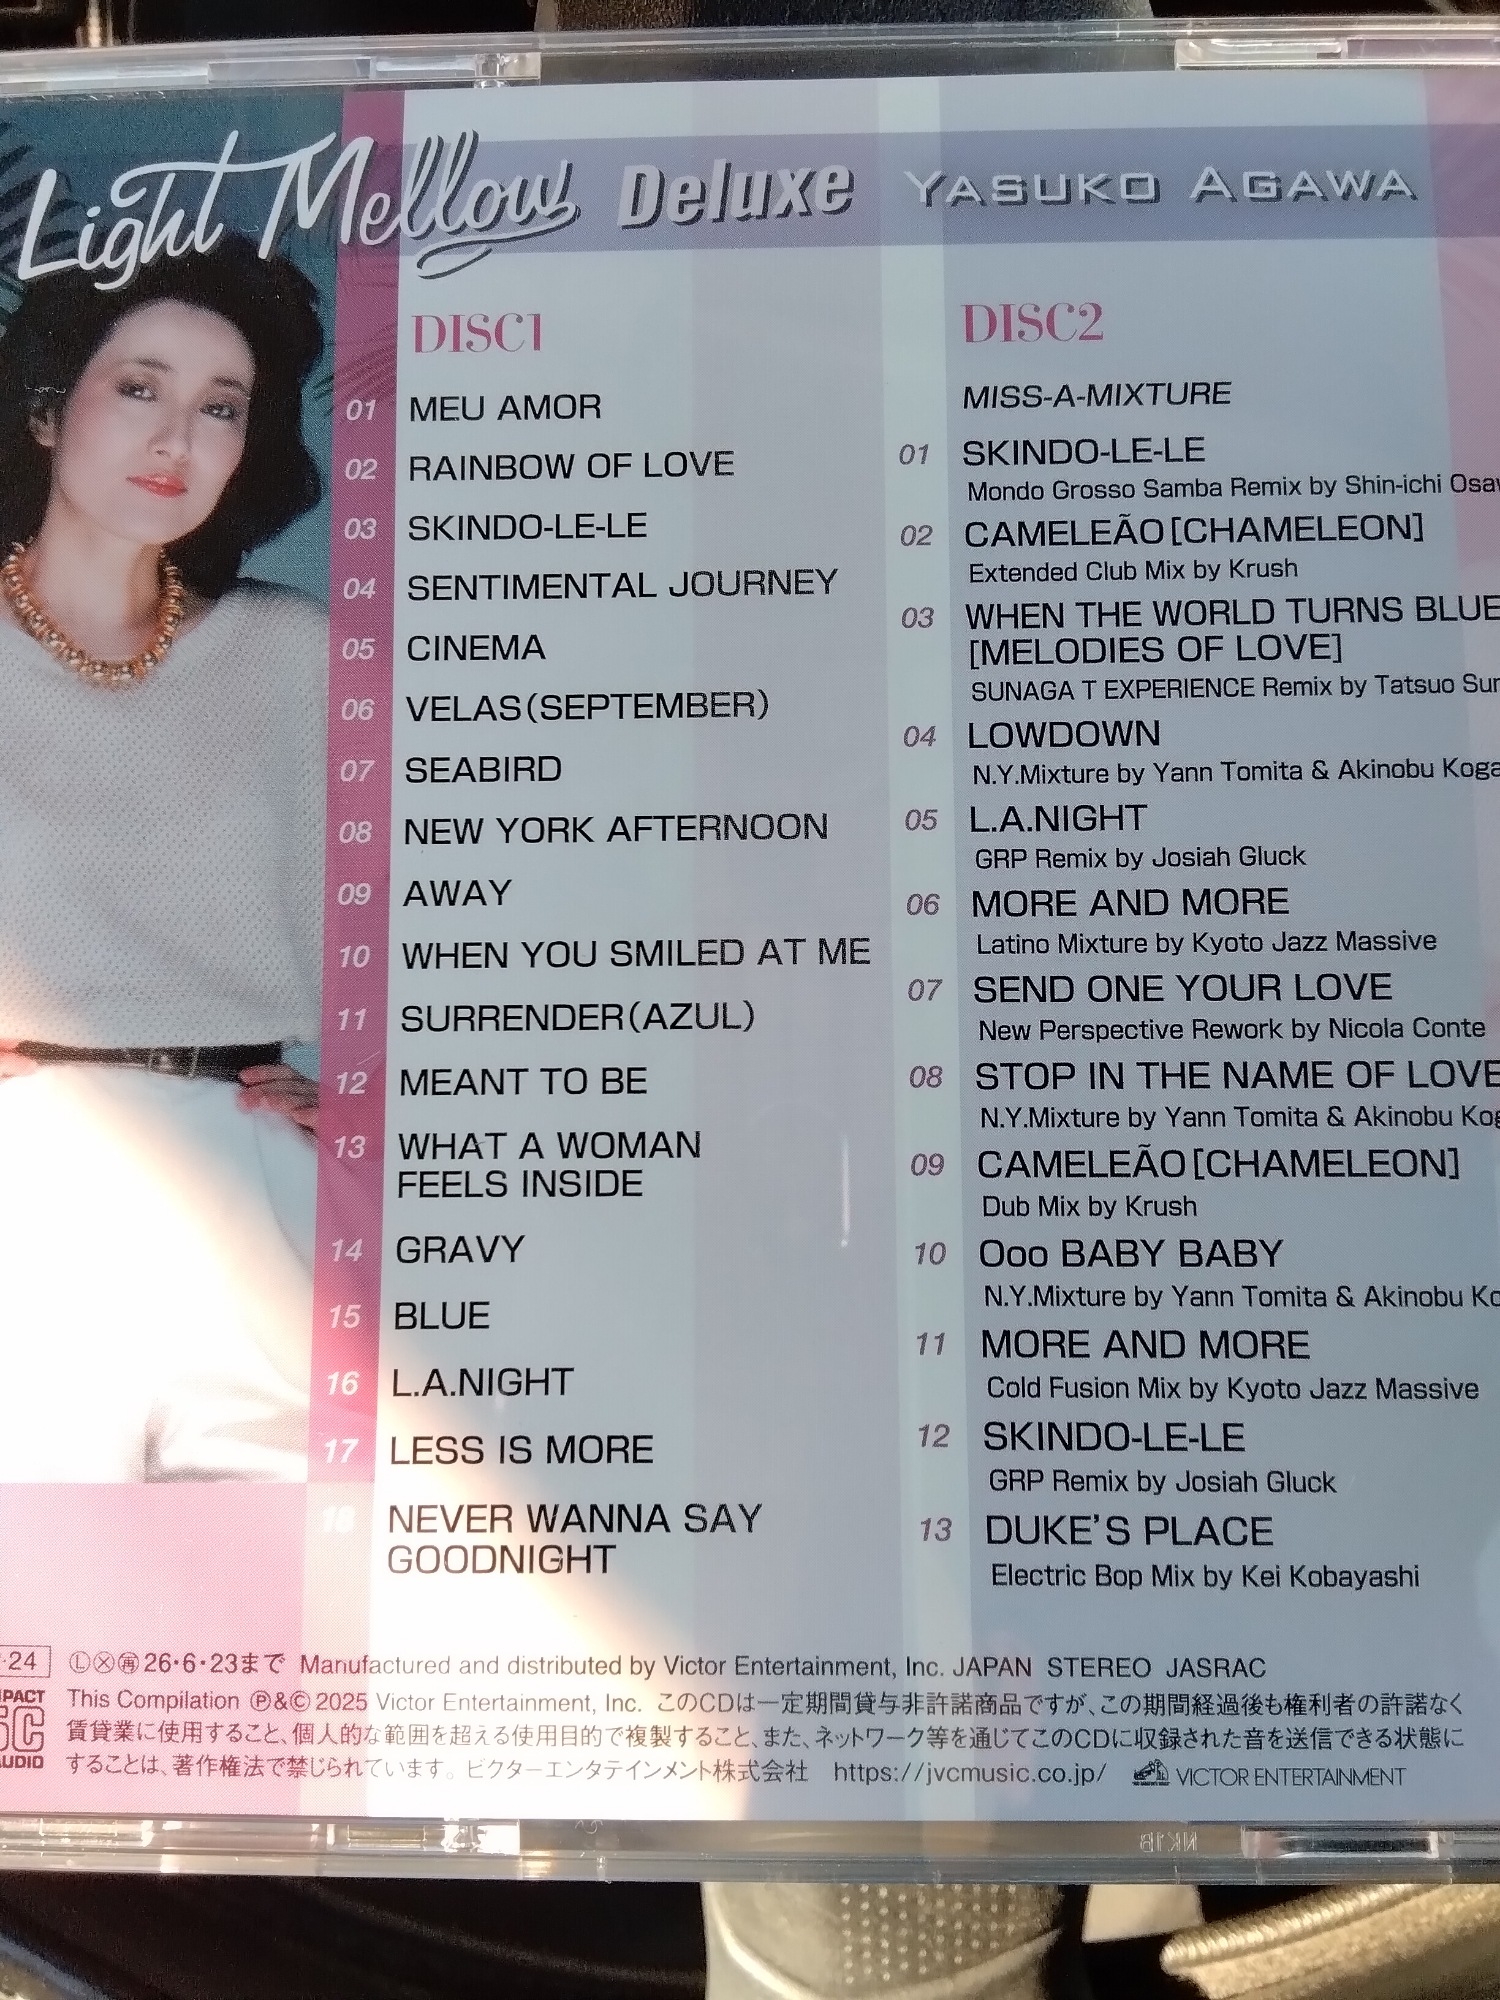 Light Mellow Deluxe YASUKO AGAWA
DISC1
01 MEU AMOR
02 RAINBOW OF LOVE
03 SKINDO-LE-LE
04 SENTIMENTAL JOURNEY
05 CINEMA
06 VELAS(SEPTEMBER)
07 SEABIRD
08 NEW YORK AFTERNOON
09 AWAY
10 WHEN YOU SMILED AT ME
11 SURRENDER(AZUL)
12 MEANT TO BE
13 WHAT A WOMAN
FEELS INSIDE
14 GRAVY
15 BLUE
16 L.A.NIGHT
17 LESS IS MORE
18 NEVER WANNA SAY
GOODNIGHT
DISC2
MISS-A-MIXTURE
01 SKINDO-LE-LE
Mondo Grosso Samba Remix by Shin-ichi
02 CAMELEÃO[CHAMELEON]
Extended Club Mix by Krush
03 WHEN THE WORLD TURNS BLUE
[MELODIES OF LOVE]
SUNAGA T EXPERIENCE Remix by Tatsuo
04 LOWDOWN
N.Y.Mixture by Yann Tomita & Akinobu
05 L.A.NIGHT
GRP Remix by Josiah Gluck
06 MORE AND MORE
Latino Mixture by Kyoto Jazz Massive
07 SEND ONE YOUR LOVE
New Perspective Rework by Nicola Conte
08 STOP IN THE NAME OF LOVE
N.Y.Mixture by Yann Tomita & Akinobu
09 CAMELEÃO[CHAMELEON]
Dub Mix by Krush
10 Ooo BABY BABY
N.Y.Mixture by Yann Tomita & Akinobu
11 MORE AND MORE
Cold Fusion Mix by Kyoto Jazz Massive
12 SKINDO-LE-LE
GRP Remix by Josiah Gluck
13 DUKE'S PLACE
Electric Bop Mix by Kei Kobayashi
24 Ⓛ Ⓧ 再 26・6・23まで Manufactured and distributed by Victor Entertainment, Inc. JAPAN STEREO JASRAC
This Compilation ℗&© 2025 Victor Entertainment, Inc. このCDは一定期間貸与非許諾商品ですが、この期間経過後も権利者の許諾なく
賃貸業に使用すること、個人的な範囲を超える使用目的で複製すること、また、ネットワーク等を通じてこのCDに収録された音を送信できる状態に
することは、著作権法で禁じられています。ビクターエンタテインメント株式会社 https://jvcmusic.co.jp/ VICTOR ENTERTAINMENT